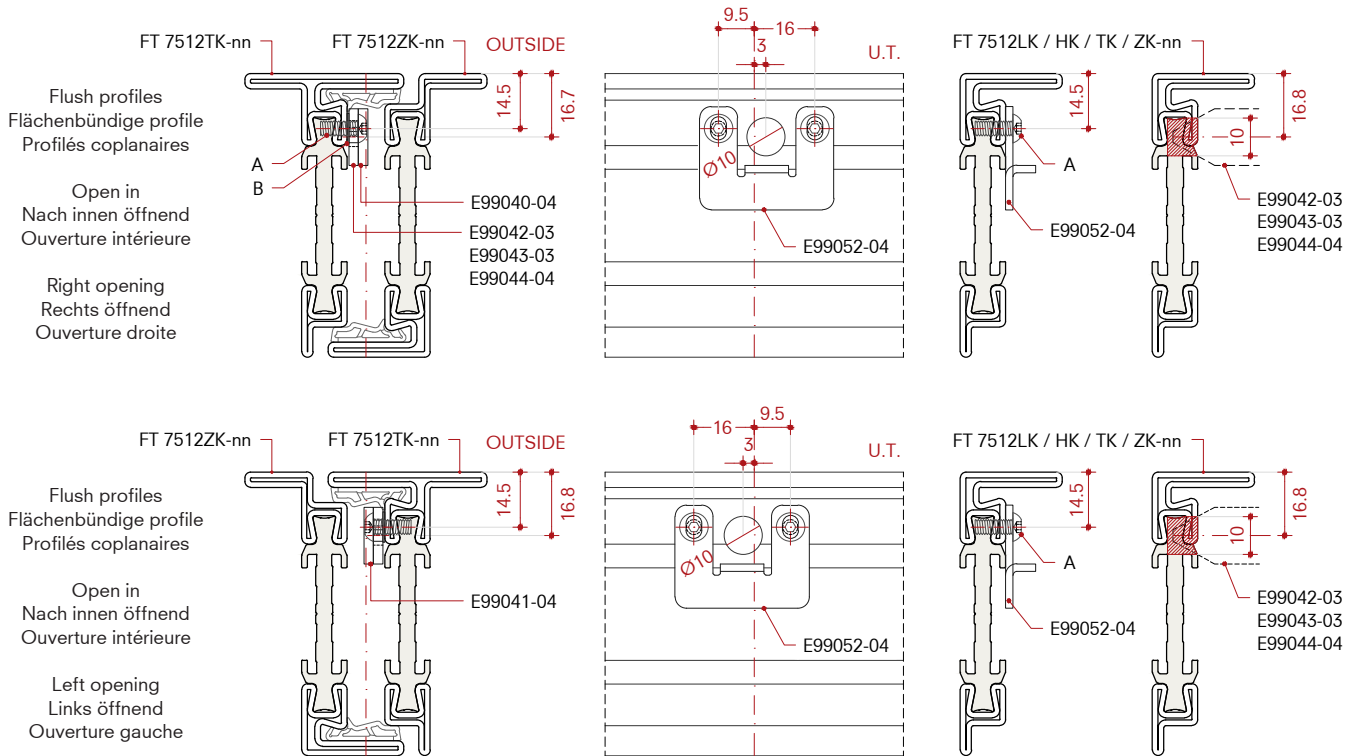 FT 7512TK-nn
FT 7512ZK-nn
OUTSIDE
14.5
16.7
Flush profiles
Flächenbündige profile
Profilés coplanaires
A
B
Open in
Nach innen öffnend
Ouverture intérieure
E99040-04
E99042-03
E99043-03
E99044-04
Right opening
Rechts öffnend
Ouverture droite
9.5
16
3
U.T.
Ø10
E99052-04
FT 7512LK / HK / TK / ZK-nn
14.5
A
E99052-04
16.8
10
E99042-03
E99043-03
E99044-04
FT 7512ZK-nn
FT 7512TK-nn
OUTSIDE
14.5
16.8
Flush profiles
Flächenbündige profile
Profilés coplanaires
Open in
Nach innen öffnend
Ouverture intérieure
E99041-04
Left opening
Links öffnend
Ouverture gauche
16
9.5
3
U.T.
Ø10
E99052-04
FT 7512LK / HK / TK / ZK-nn
14.5
A
E99052-04
16.8
10
E99042-03
E99043-03
E99044-04